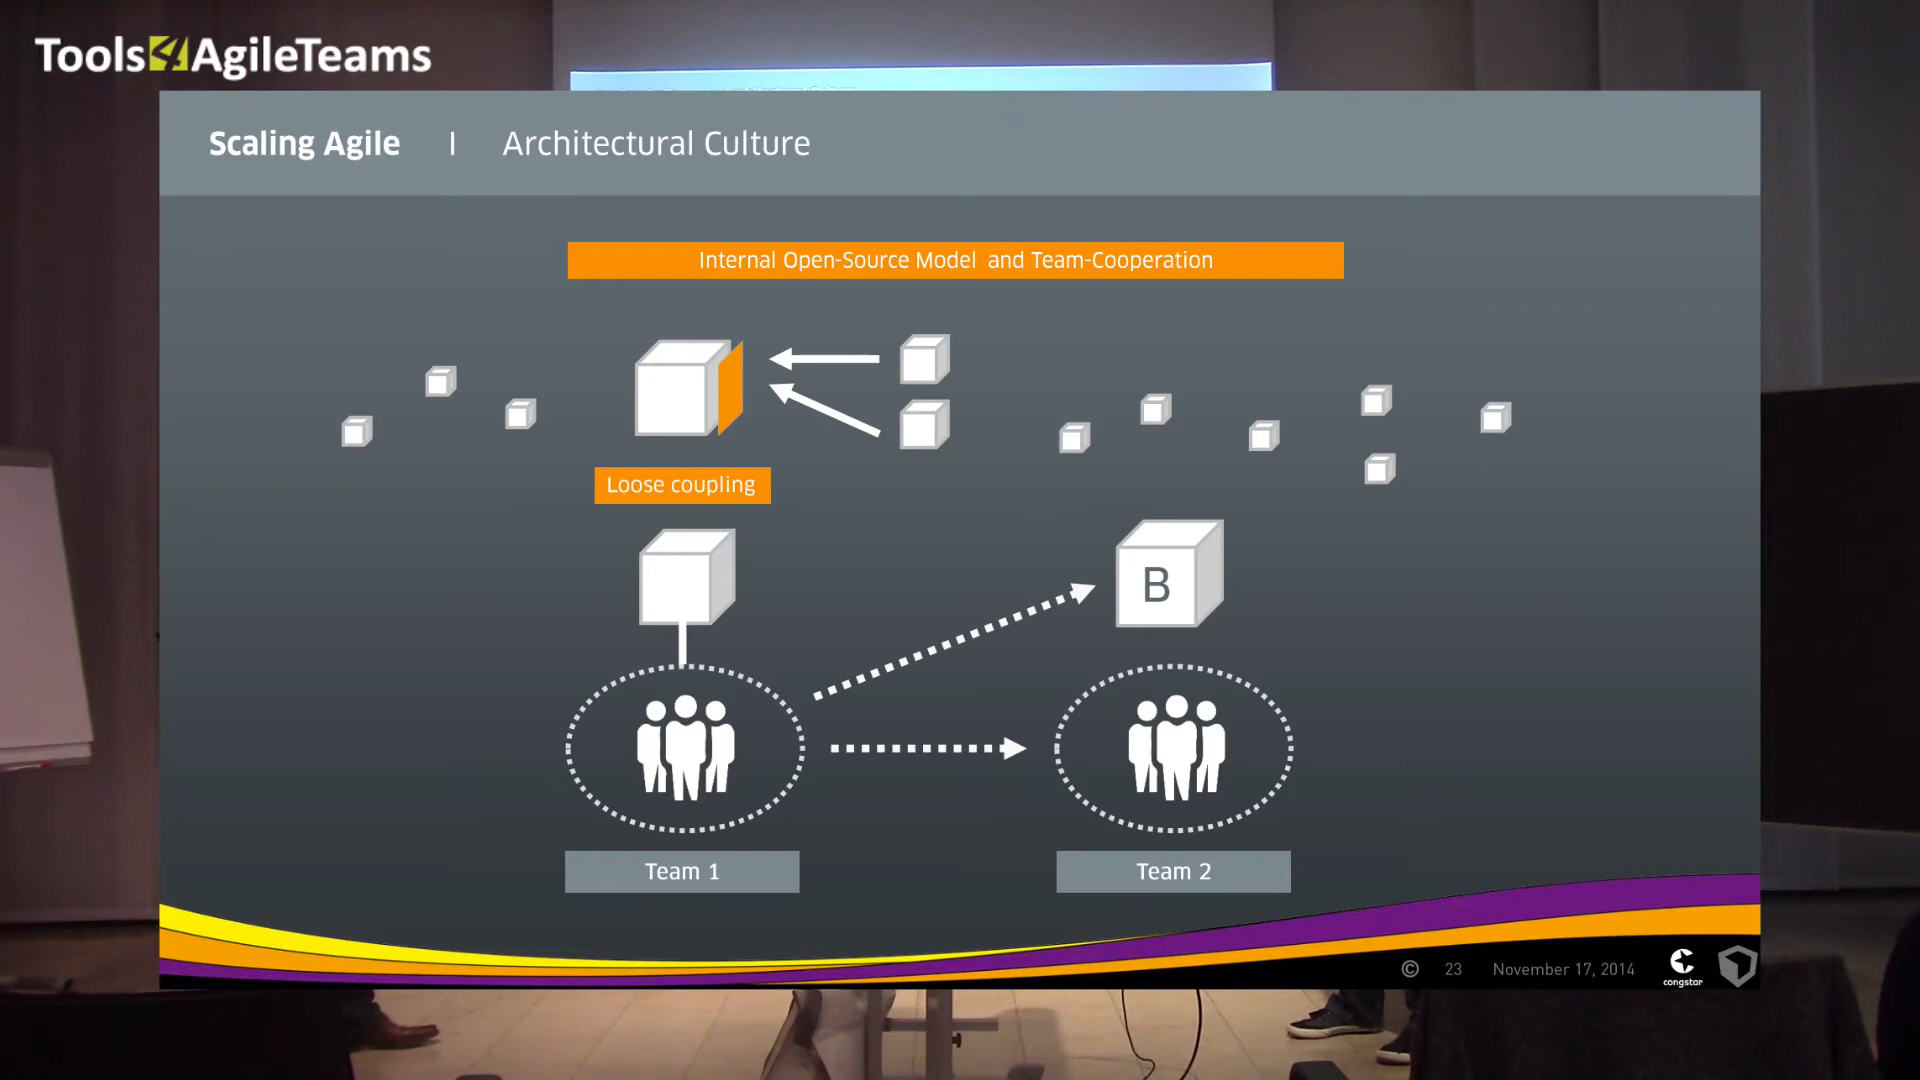 Tools4AgileTeams
Scaling Agile | Architectural Culture
Internal Open-Source Model and Team-Cooperation
Loose coupling
B
Team 1
Team 2
© 23 November 17, 2014
congstar